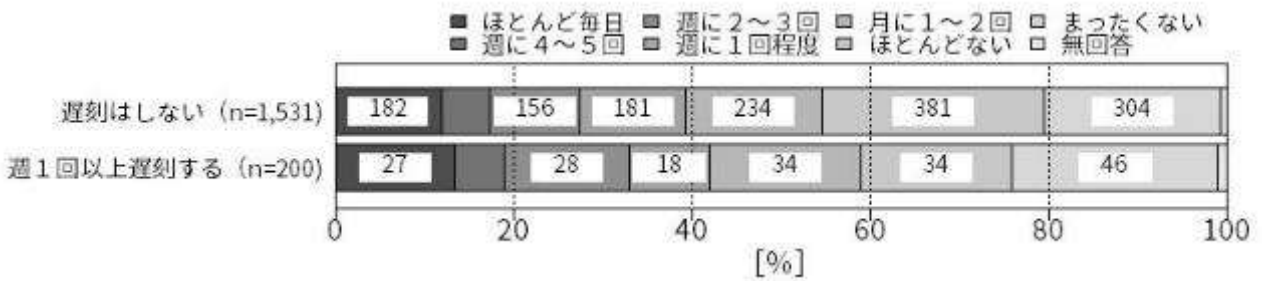 ■ ほとんど毎日 ■ 週に2～3回 ■ 月に1～2回 □ まったくない
■ 週に4～5回 ■ 週に1回程度 ■ ほとんどない □ 無回答
遅刻はしない (n=1,531) 182 156 181 234 381 304
週1回以上遅刻する (n=200) 27 28 18 34 34 46
0 20 40 60 80 100
[%]